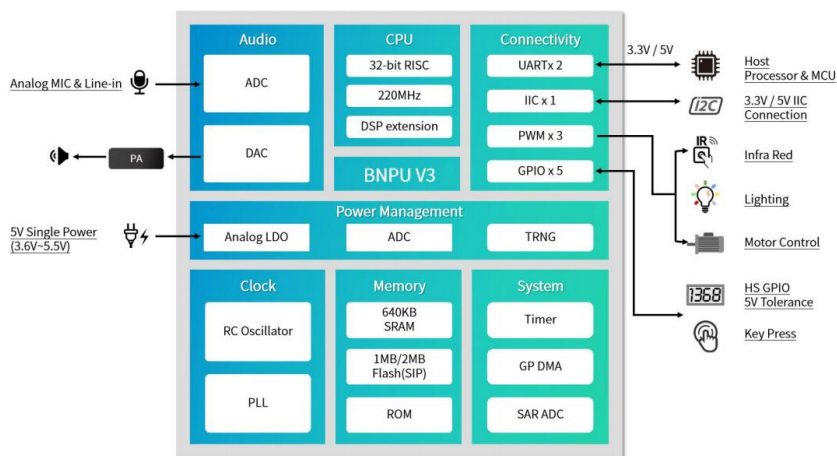 Audio
ADC
DAC
CPU
32-bit RISC
220MHz
DSP extension
BNPU V3
Connectivity
UARTx 2
IIC x 1
PWM x 3
GPIO x 5
Analog MIC & Line-in
PA
5V Single Power
(3.6V~5.5V)
Power Management
Analog LDO
ADC
TRNG
Clock
RC Oscillator
PLL
Memory
640KB
SRAM
1MB/2MB
Flash(SIP)
ROM
System
Timer
GP DMA
SAR ADC
3.3V / 5V
Host
Processor & MCU
I2C
3.3V / 5V IIC
Connection
IR
Infra Red
Lighting
Motor Control
1368
HS GPIO
5V Tolerance
Key Press